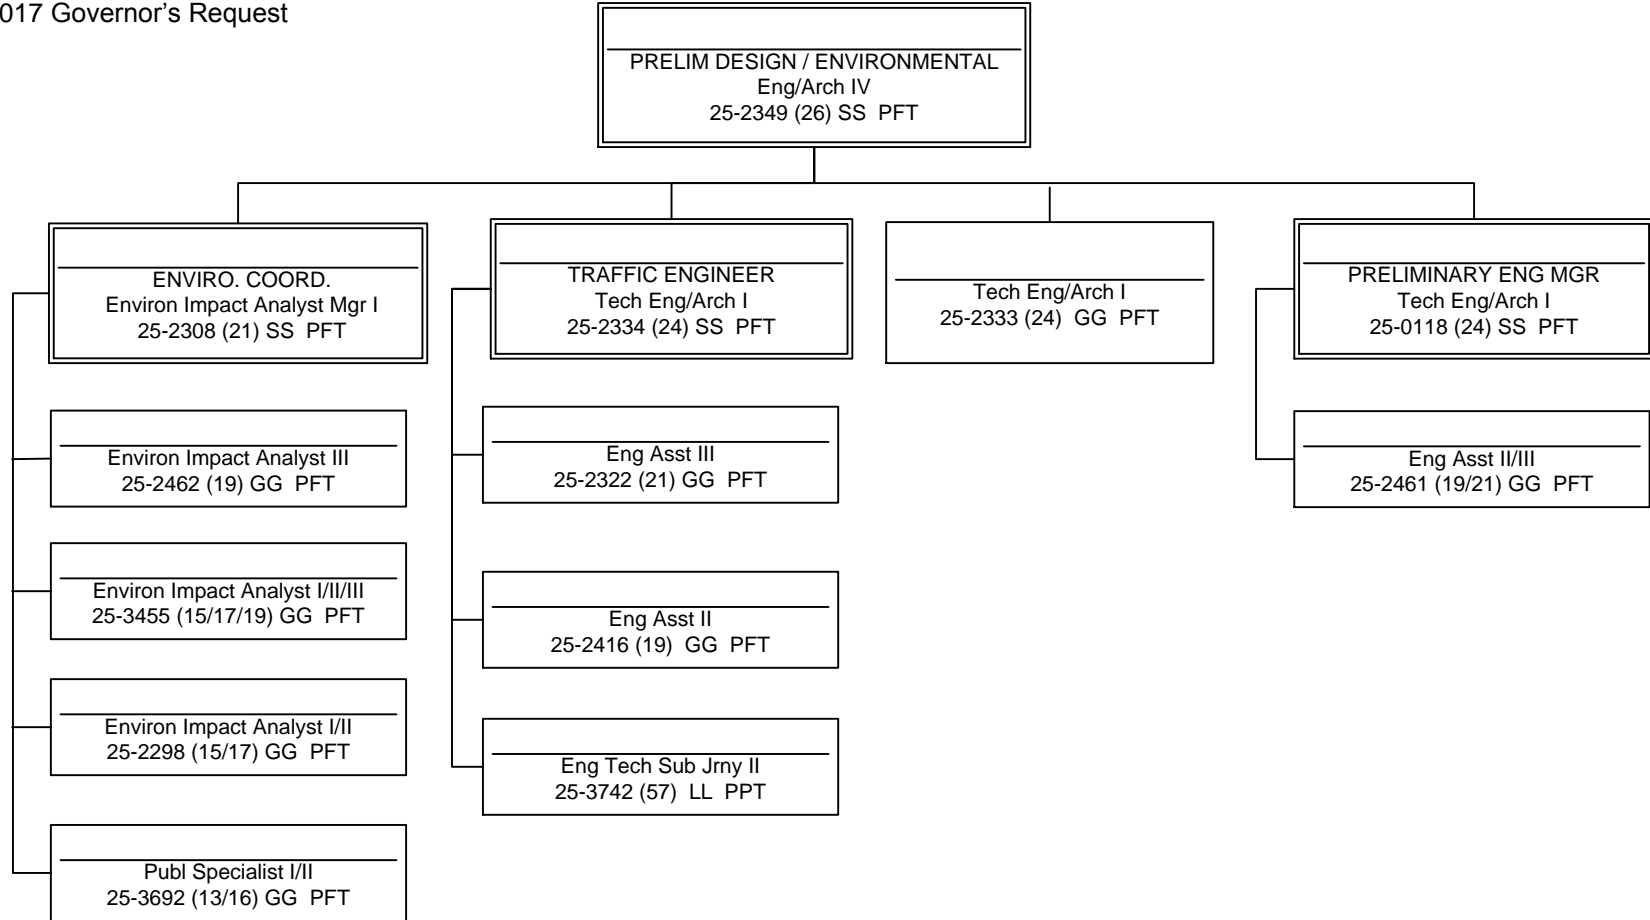 017 Governor's Request
PRELIM DESIGN / ENVIRONMENTAL
Eng/Arch IV
25-2349 (26) SS PFT
ENVIRO. COORD.
Environ Impact Analyst Mgr I
25-2308 (21) SS PFT
TRAFFIC ENGINEER
Tech Eng/Arch I
25-2334 (24) SS PFT
Tech Eng/Arch I
25-2333 (24) GG PFT
PRELIMINARY ENG MGR
Tech Eng/Arch I
25-0118 (24) SS PFT
Environ Impact Analyst III
25-2462 (19) GG PFT
Environ Impact Analyst I/II/III
25-3455 (15/17/19) GG PFT
Environ Impact Analyst I/II
25-2298 (15/17) GG PFT
Publ Specialist I/II
25-3692 (13/16) GG PFT
Eng Asst III
25-2322 (21) GG PFT
Eng Asst II
25-2416 (19) GG PFT
Eng Tech Sub Jrny II
25-3742 (57) LL PPT
Eng Asst II/III
25-2461 (19/21) GG PFT